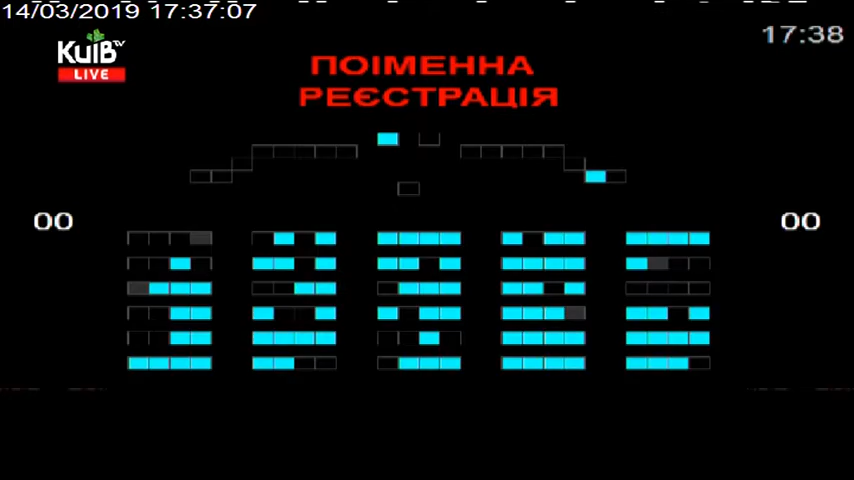 14/03/2019 17:37:07
17:38
КиїВ TV
LIVE
ПОІМЕННА
РЕЄСТРАЦІЯ
00
00